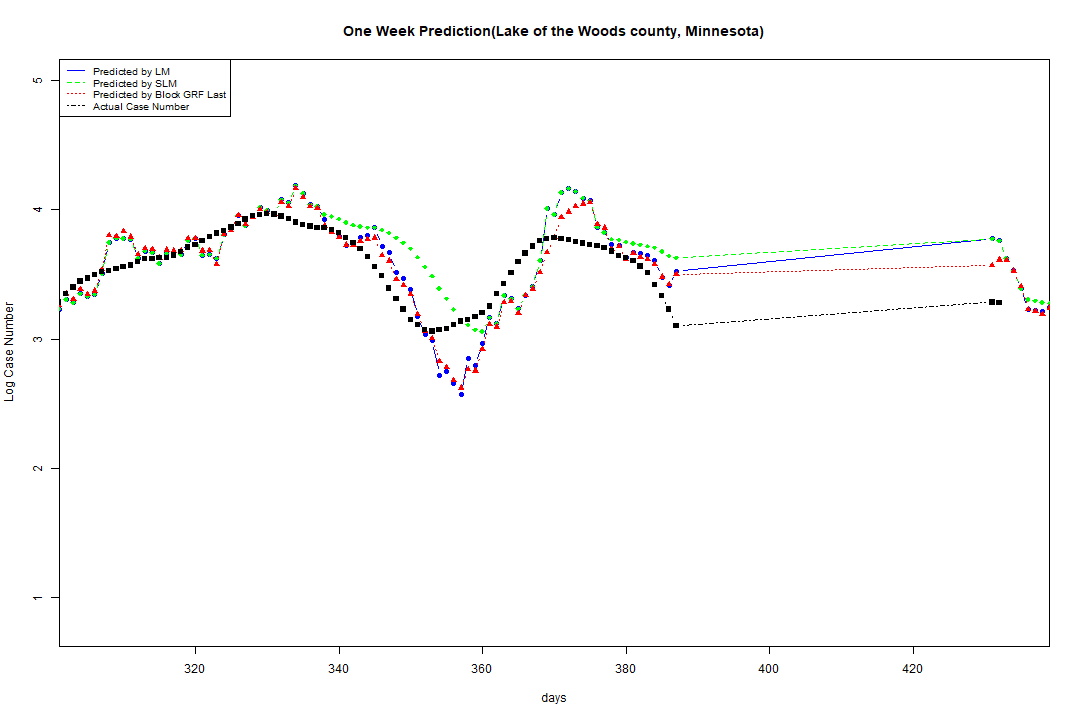 One Week Prediction(Lake of the Woods county, Minnesota)
Predicted by LM
Predicted by SLM
Predicted by Block GRF Last
Actual Case Number
5
4
3
2
1
Log Case Number
320 340 360 380 400 420
days